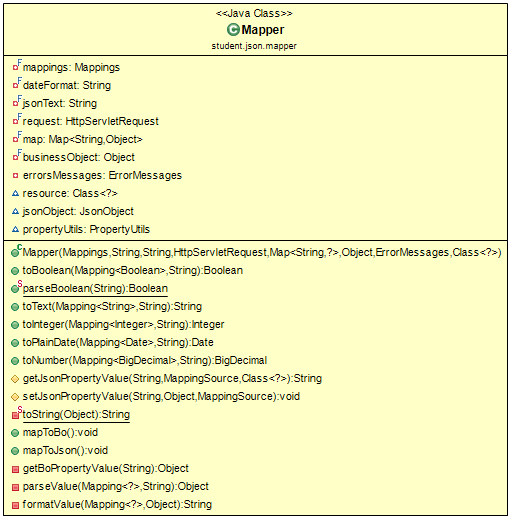 <<Java Class>>
C Mapper
student.json.mapper
F mappings: Mappings
F dateFormat: String
F jsonText: String
F request: HttpServletRequest
F map: Map<String,Object>
F businessObject: Object
errorsMessages: ErrorMessages
resource: Class<?>
jsonObject: JsonObject
propertyUtils: PropertyUtils
C Mapper(Mappings,String,String,HttpServletRequest,Map<String,?>,Object,ErrorMessages,Class<?>)
toBoolean(Mapping<Boolean>,String):Boolean
S parseBoolean(String):Boolean
toText(Mapping<String>,String):String
toInteger(Mapping<Integer>,String):Integer
toPlainDate(Mapping<Date>,String):Date
toNumber(Mapping<BigDecimal>,String):BigDecimal
getJsonPropertyValue(String,MappingSource,Class<?>):String
setJsonPropertyValue(String,Object,MappingSource):void
S toString(Object):String
mapToBo():void
mapToJson():void
getBoPropertyValue(String):Object
parseValue(Mapping<?>,String):Object
formatValue(Mapping<?>,Object):String